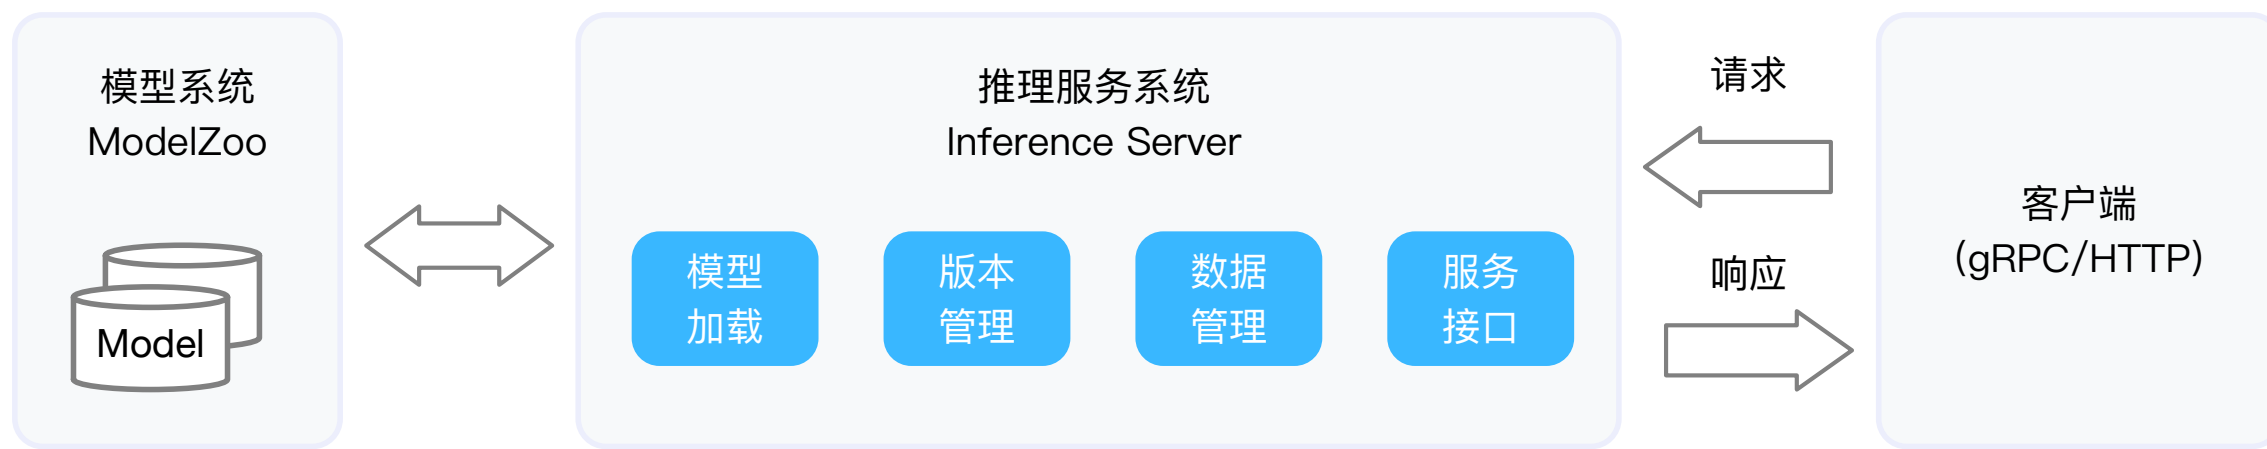 模型系统
ModelZoo
Model
推理服务系统
Inference Server
模型
加载
版本
管理
数据
管理
服务
接口
请求
响应
客户端
(gRPC/HTTP)